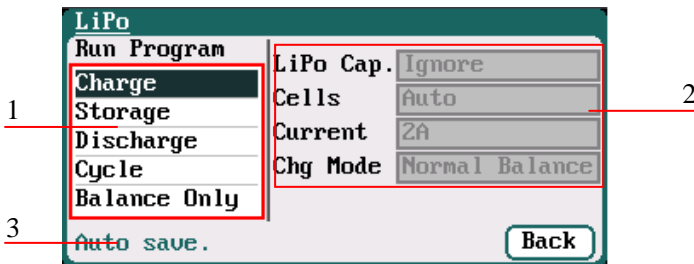 LiPo
Run Program
Charge
Storage
Discharge
Cycle
Balance Only
LiPo Cap. Ignore
Cells Auto
Current 2A
Chg Mode Normal Balance
1
2
3
Auto save.
Back